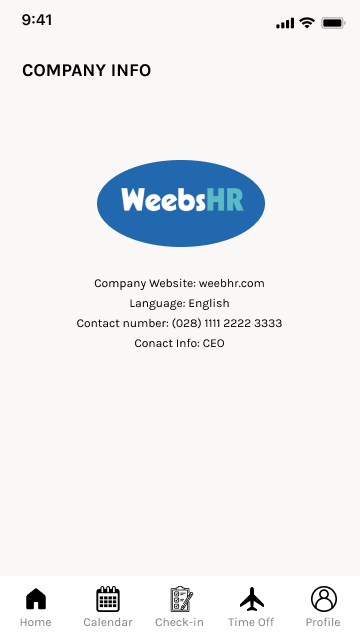 9:41
COMPANY INFO
WeebsHR
Company Website: weebhr.com
Language: English
Contact number: (028) 1111 2222 3333
Conact Info: CEO
Home Calendar Check-in Time Off Profile